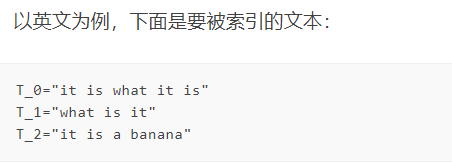 以英文为例，下面是要被索引的文本：
T_0="it is what it is"
T_1="what is it"
T_2="it is a banana"